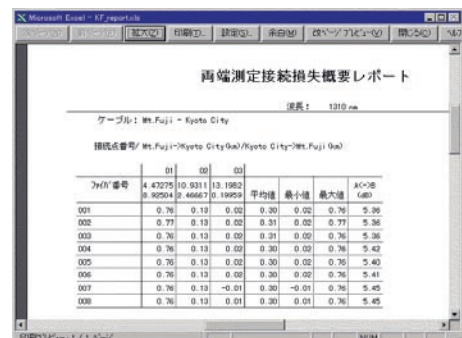 Microsoft Excel - KF_report.xls
拡大(Z) 印刷(T)... 設定(S)... 余白(M) 改ページ プレビュー(V) 閉じる(C) ヘルプ
両端測定接続損失概要レポート
波長： 1310 nm
ケーブル： Mt.Fuji - Kyoto City
接続点番号/ Mt.Fuji->Kyoto City(km)/Kyoto City->Mt.Fuji(km)
01 02 03
ファイバ番号 4.47275 10.9311 13.1982 平均値 最小値 最大値 A<->B
8.92504 2.46667 0.19959 (dB)
001 0.76 0.13 0.02 0.30 0.02 0.76 5.36
002 0.77 0.13 0.02 0.31 0.02 0.77 5.36
003 0.76 0.13 0.02 0.31 0.02 0.76 5.36
004 0.76 0.13 0.02 0.30 0.02 0.76 5.42
005 0.76 0.13 0.02 0.30 0.02 0.76 5.40
006 0.76 0.13 0.02 0.30 0.02 0.76 5.41
007 0.76 0.13 -0.01 0.30 -0.01 0.76 5.45
008 0.76 0.13 0.01 0.30 0.01 0.76 5.45
NUM